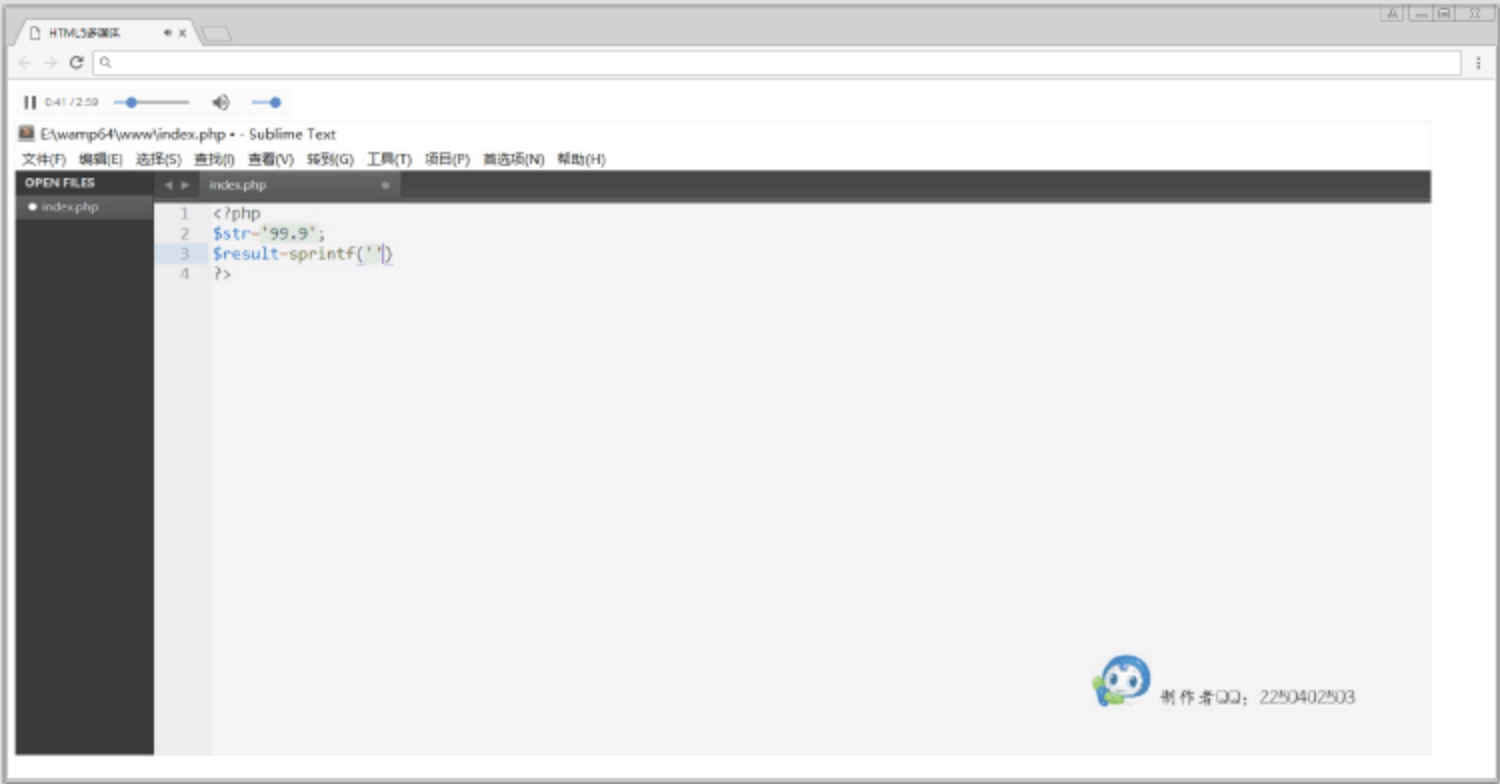 HTML5多媒体
0:41 / 2:59
E:\wamp64\www\index.php • - Sublime Text
文件(F) 编辑(E) 选择(S) 查找(I) 查看(V) 转到(G) 工具(T) 项目(P) 首选项(N) 帮助(H)
OPEN FILES
index.php
index.php
1 <?php
2 $str='99.9';
3 $result=sprintf('')
4 ?>
制作者QQ: 2250402503